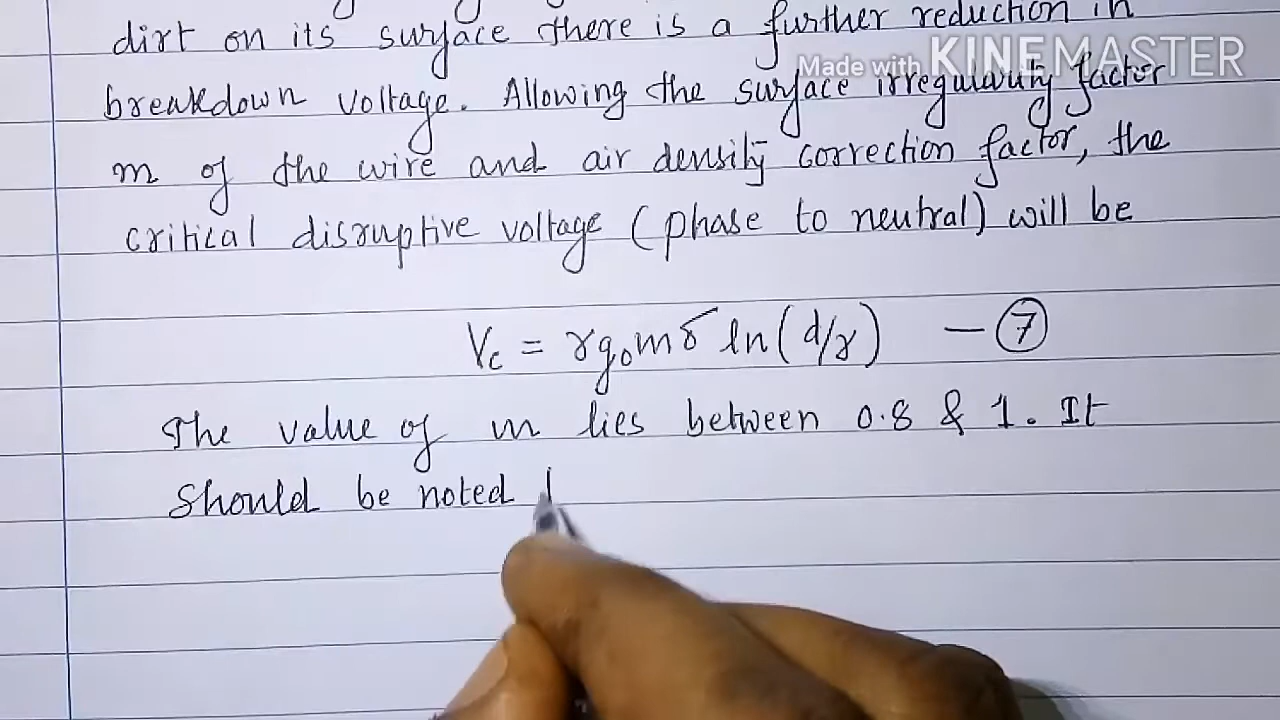 dirt on its surface there is a further reduction in
Made with KINEMASTER
breakdown voltage. Allowing the surface irregularity factor
m of the wire and air density correction factor, the
critical disruptive voltage (phase to neutral) will be
Vc = rg₀mδ ln(d/r) — ⑦
The value of m lies between 0.8 & 1. It
should be noted